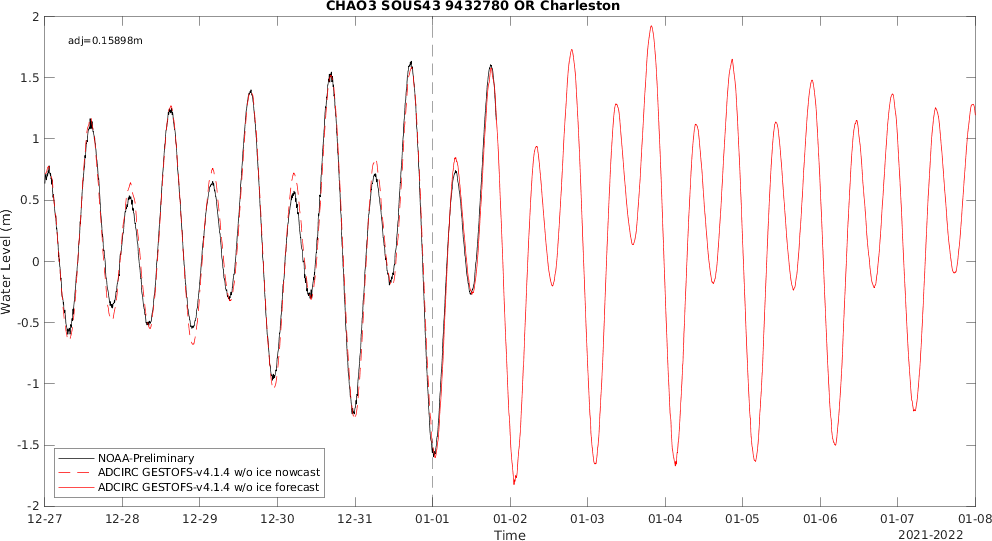 CHAO3 SOUS43 9432780 OR Charleston
adj=0.15898m
2
1.5
1
0.5
0
-0.5
-1
-1.5
-2
Water Level (m)
NOAA-Preliminary
ADCIRC GESTOFS-v4.1.4 w/o ice nowcast
ADCIRC GESTOFS-v4.1.4 w/o ice forecast
12-27 12-28 12-29 12-30 12-31 01-01 01-02 01-03 01-04 01-05 01-06 01-07 01-08
Time
2021-2022